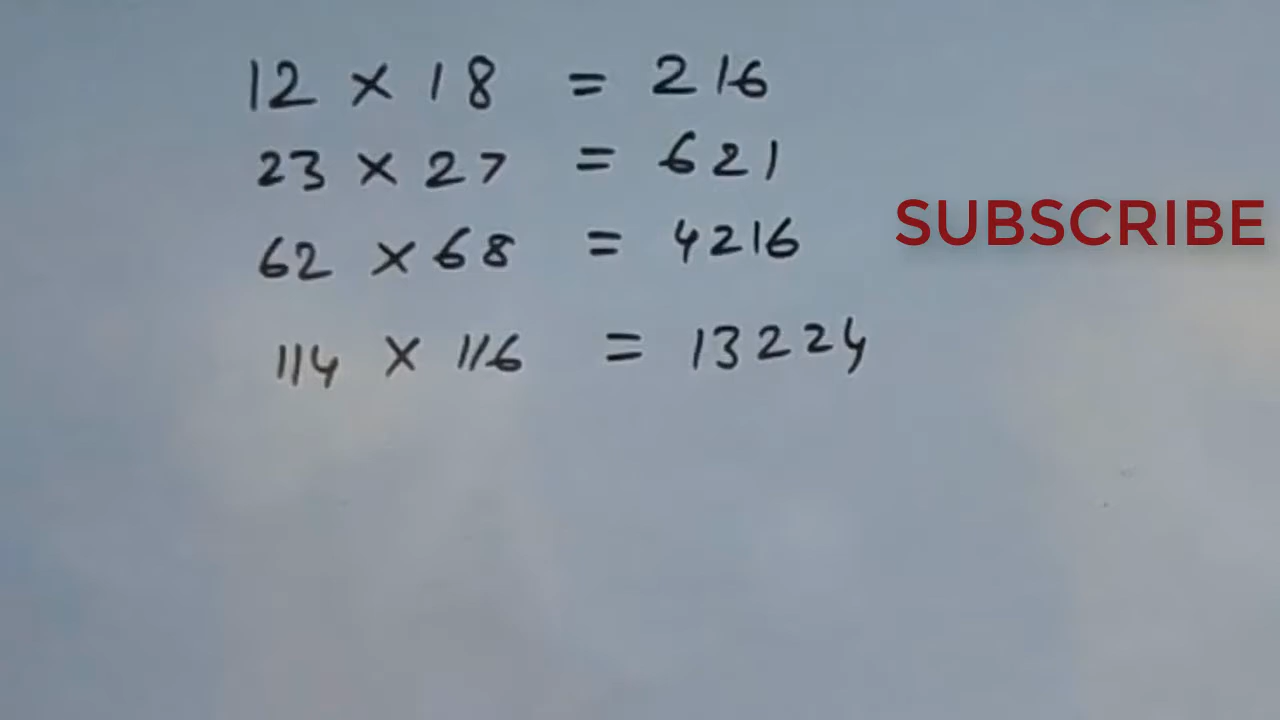 12 × 18 = 216
23 × 27 = 621
62 × 68 = 4216
SUBSCRIBE
114 × 116 = 13224